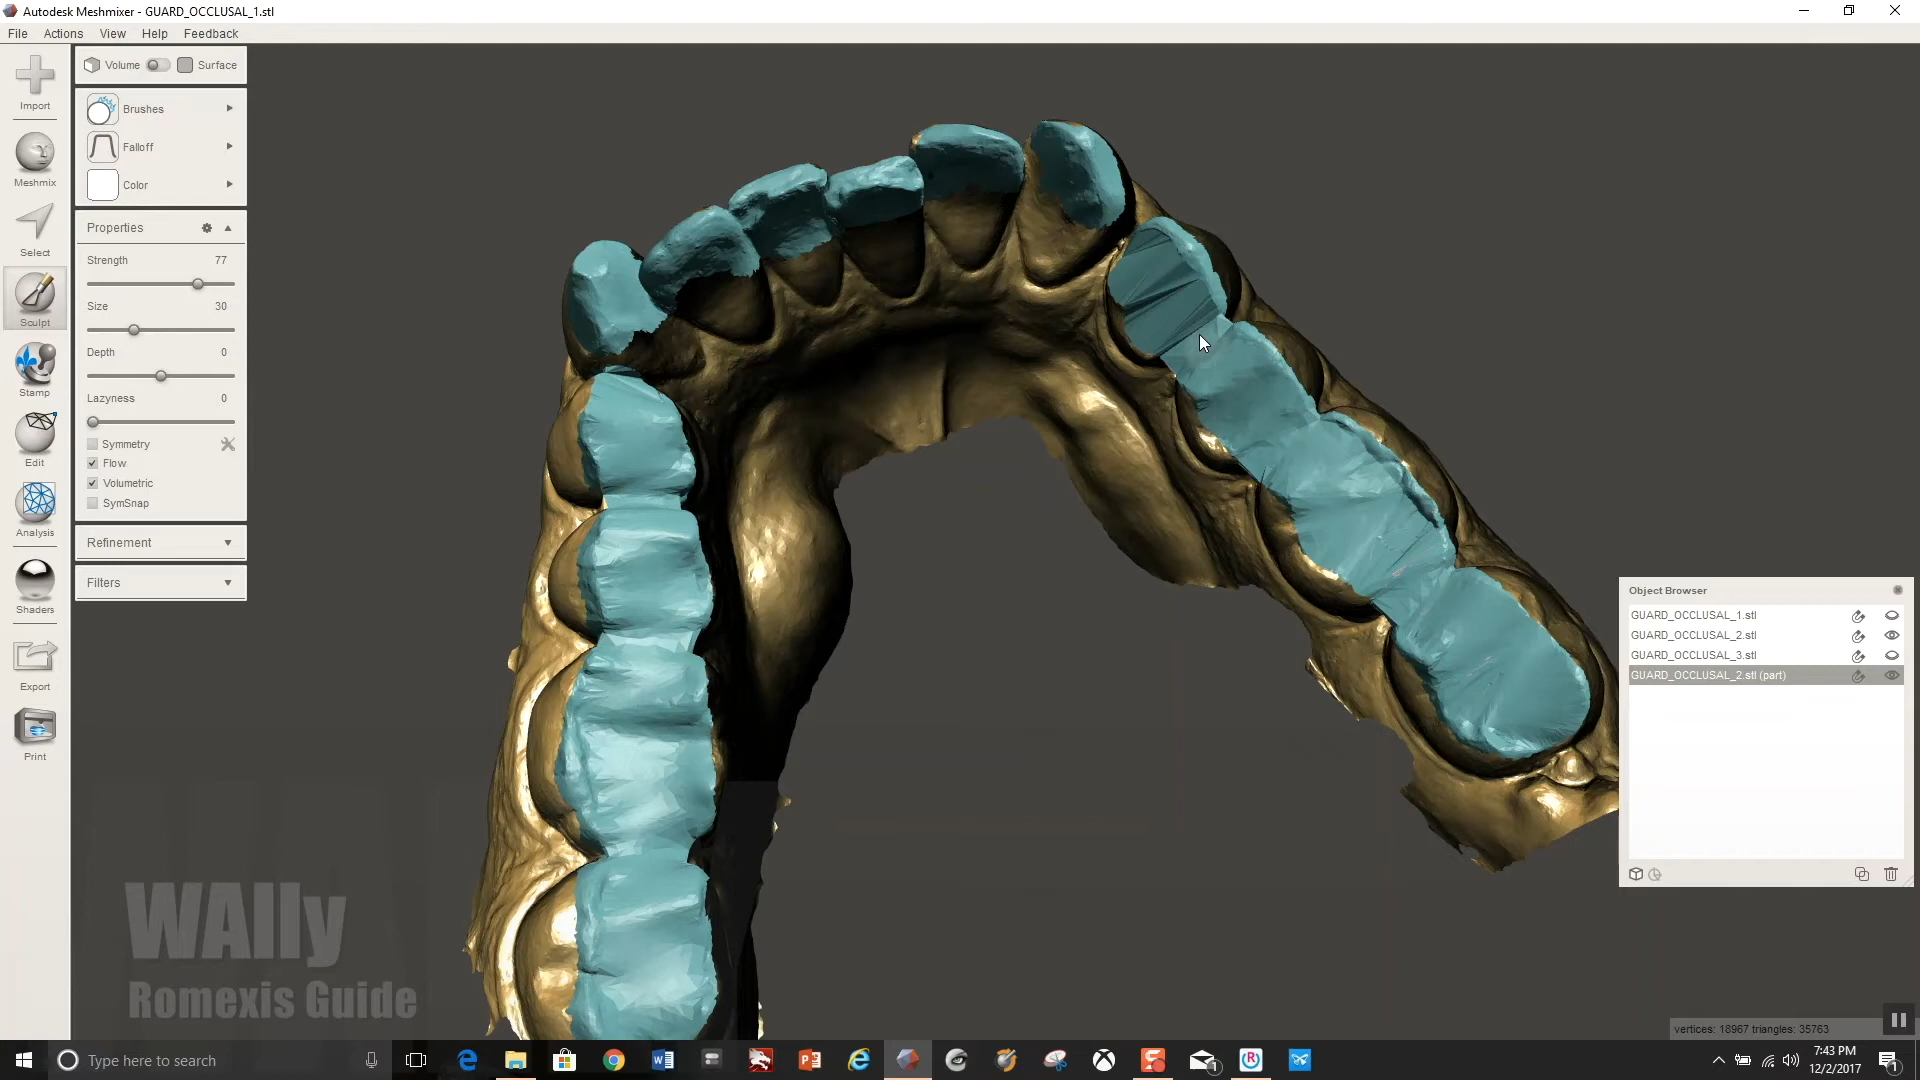 Autodesk Meshmixer - GUARD_OCCLUSAL_1.stl
File Actions View Help Feedback
Import
Meshmix
Select
Sculpt
Stamp
Edit
Analysis
Shaders
Export
Print
Volume Surface
Brushes
Falloff
Color
Properties
Strength 77
Size 30
Depth 0
Lazyness 0
Symmetry
Flow
Volumetric
SymSnap
Refinement
Filters
Object Browser
GUARD_OCCLUSAL_1.stl
GUARD_OCCLUSAL_2.stl
GUARD_OCCLUSAL_3.stl
GUARD_OCCLUSAL_2.stl (part)
WAlly
Romexis Guide
vertices: 18967 triangles: 35763
Type here to search
7:43 PM
12/2/2017